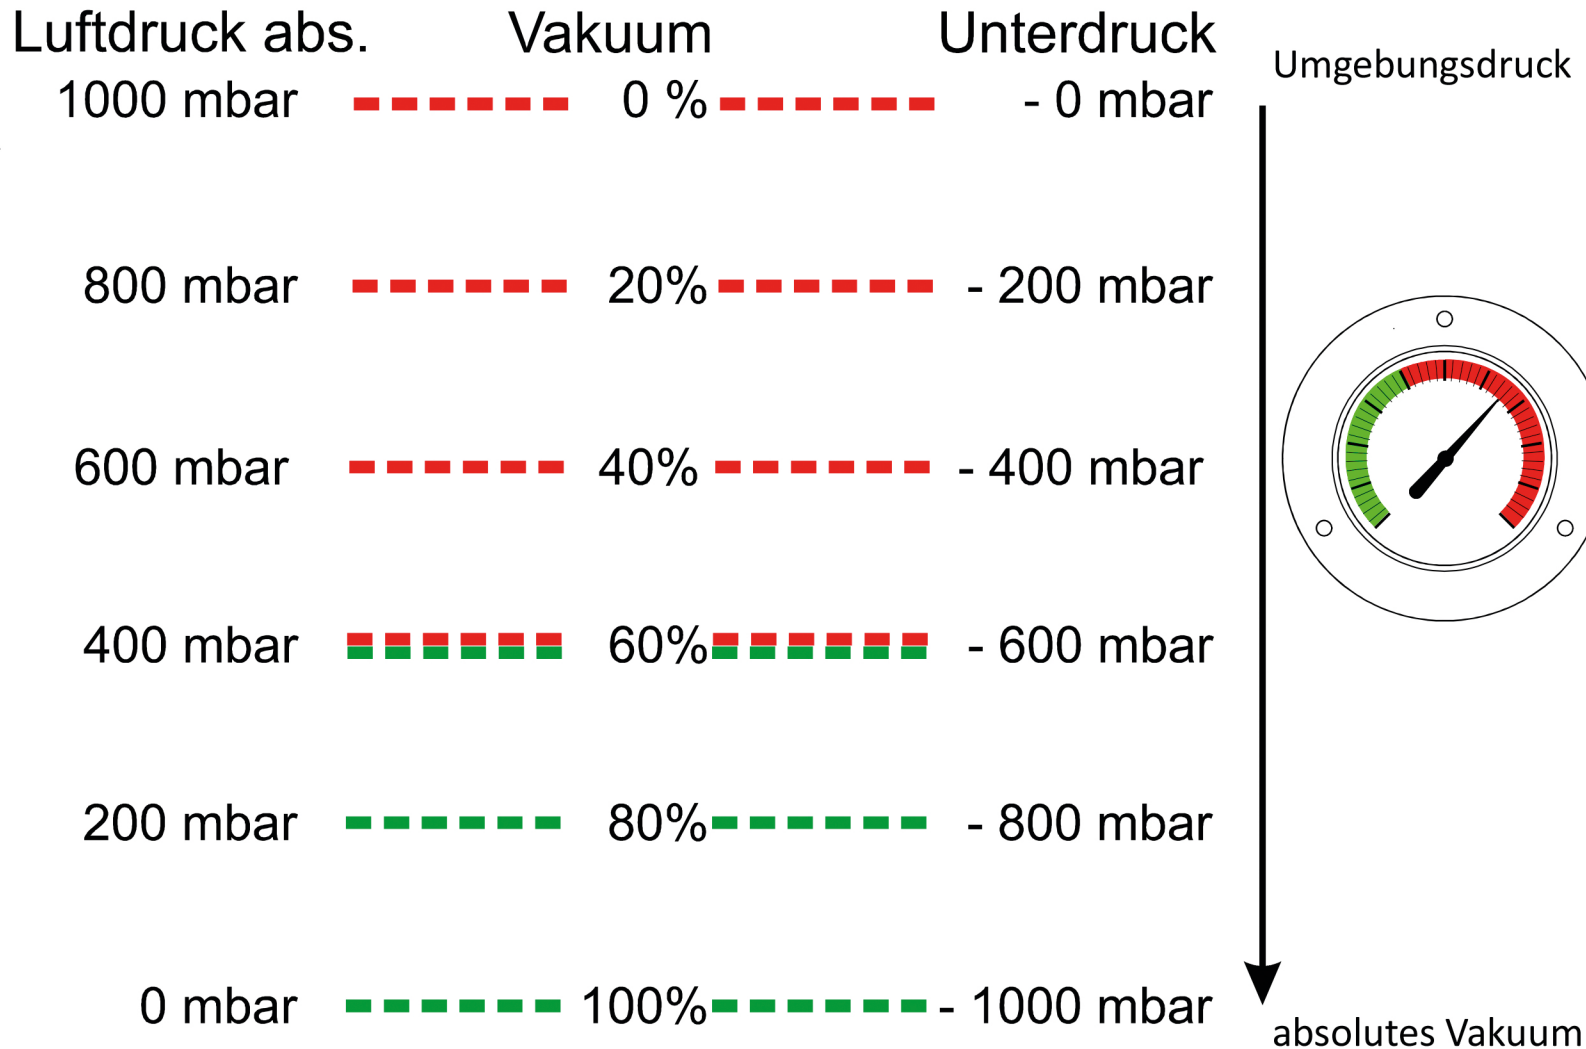 Luftdruck abs. Vakuum Unterdruck
Umgebungsdruck
1000 mbar 0 % - 0 mbar
800 mbar 20% - 200 mbar
600 mbar 40% - 400 mbar
400 mbar 60% - 600 mbar
200 mbar 80% - 800 mbar
0 mbar 100% - 1000 mbar
absolutes Vakuum